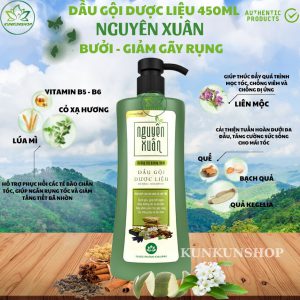 DẦU GỘI DƯỢC LIỆU 450ML
NGUYÊN XUÂN
BƯỞI - GIẢM GÃY RỤNG
KUNKUNSHOP
AUTHENTIC
PRODUCTS
VITAMIN B5 - B6
CỎ XẠ HƯƠNG
LÚA MÌ
HỖ TRỢ PHỤC HỒI CÁC TẾ BÀO CHÂN
TÓC, GIÚP NGĂN RỤNG TÓC VÀ GIẢM
TĂNG TIẾT BÃ NHỜN
GIÚP THÚC ĐẨY QUÁ TRÌNH
MỌC TÓC, CHỐNG VIÊM VÀ
CHỐNG DỊ ỨNG
LIÊN MỘC
CẢI THIỆN TUẦN HOÀN DƯỚI DA
ĐẦU, TĂNG CƯỜNG SỨC SỐNG
CHO MÁI TÓC
QUẾ
BẠCH QUẢ
QUẢ KEGELIA
nguyên
xuân
DẦU GỘI
DƯỢC LIỆU
KUNKUNSHOP